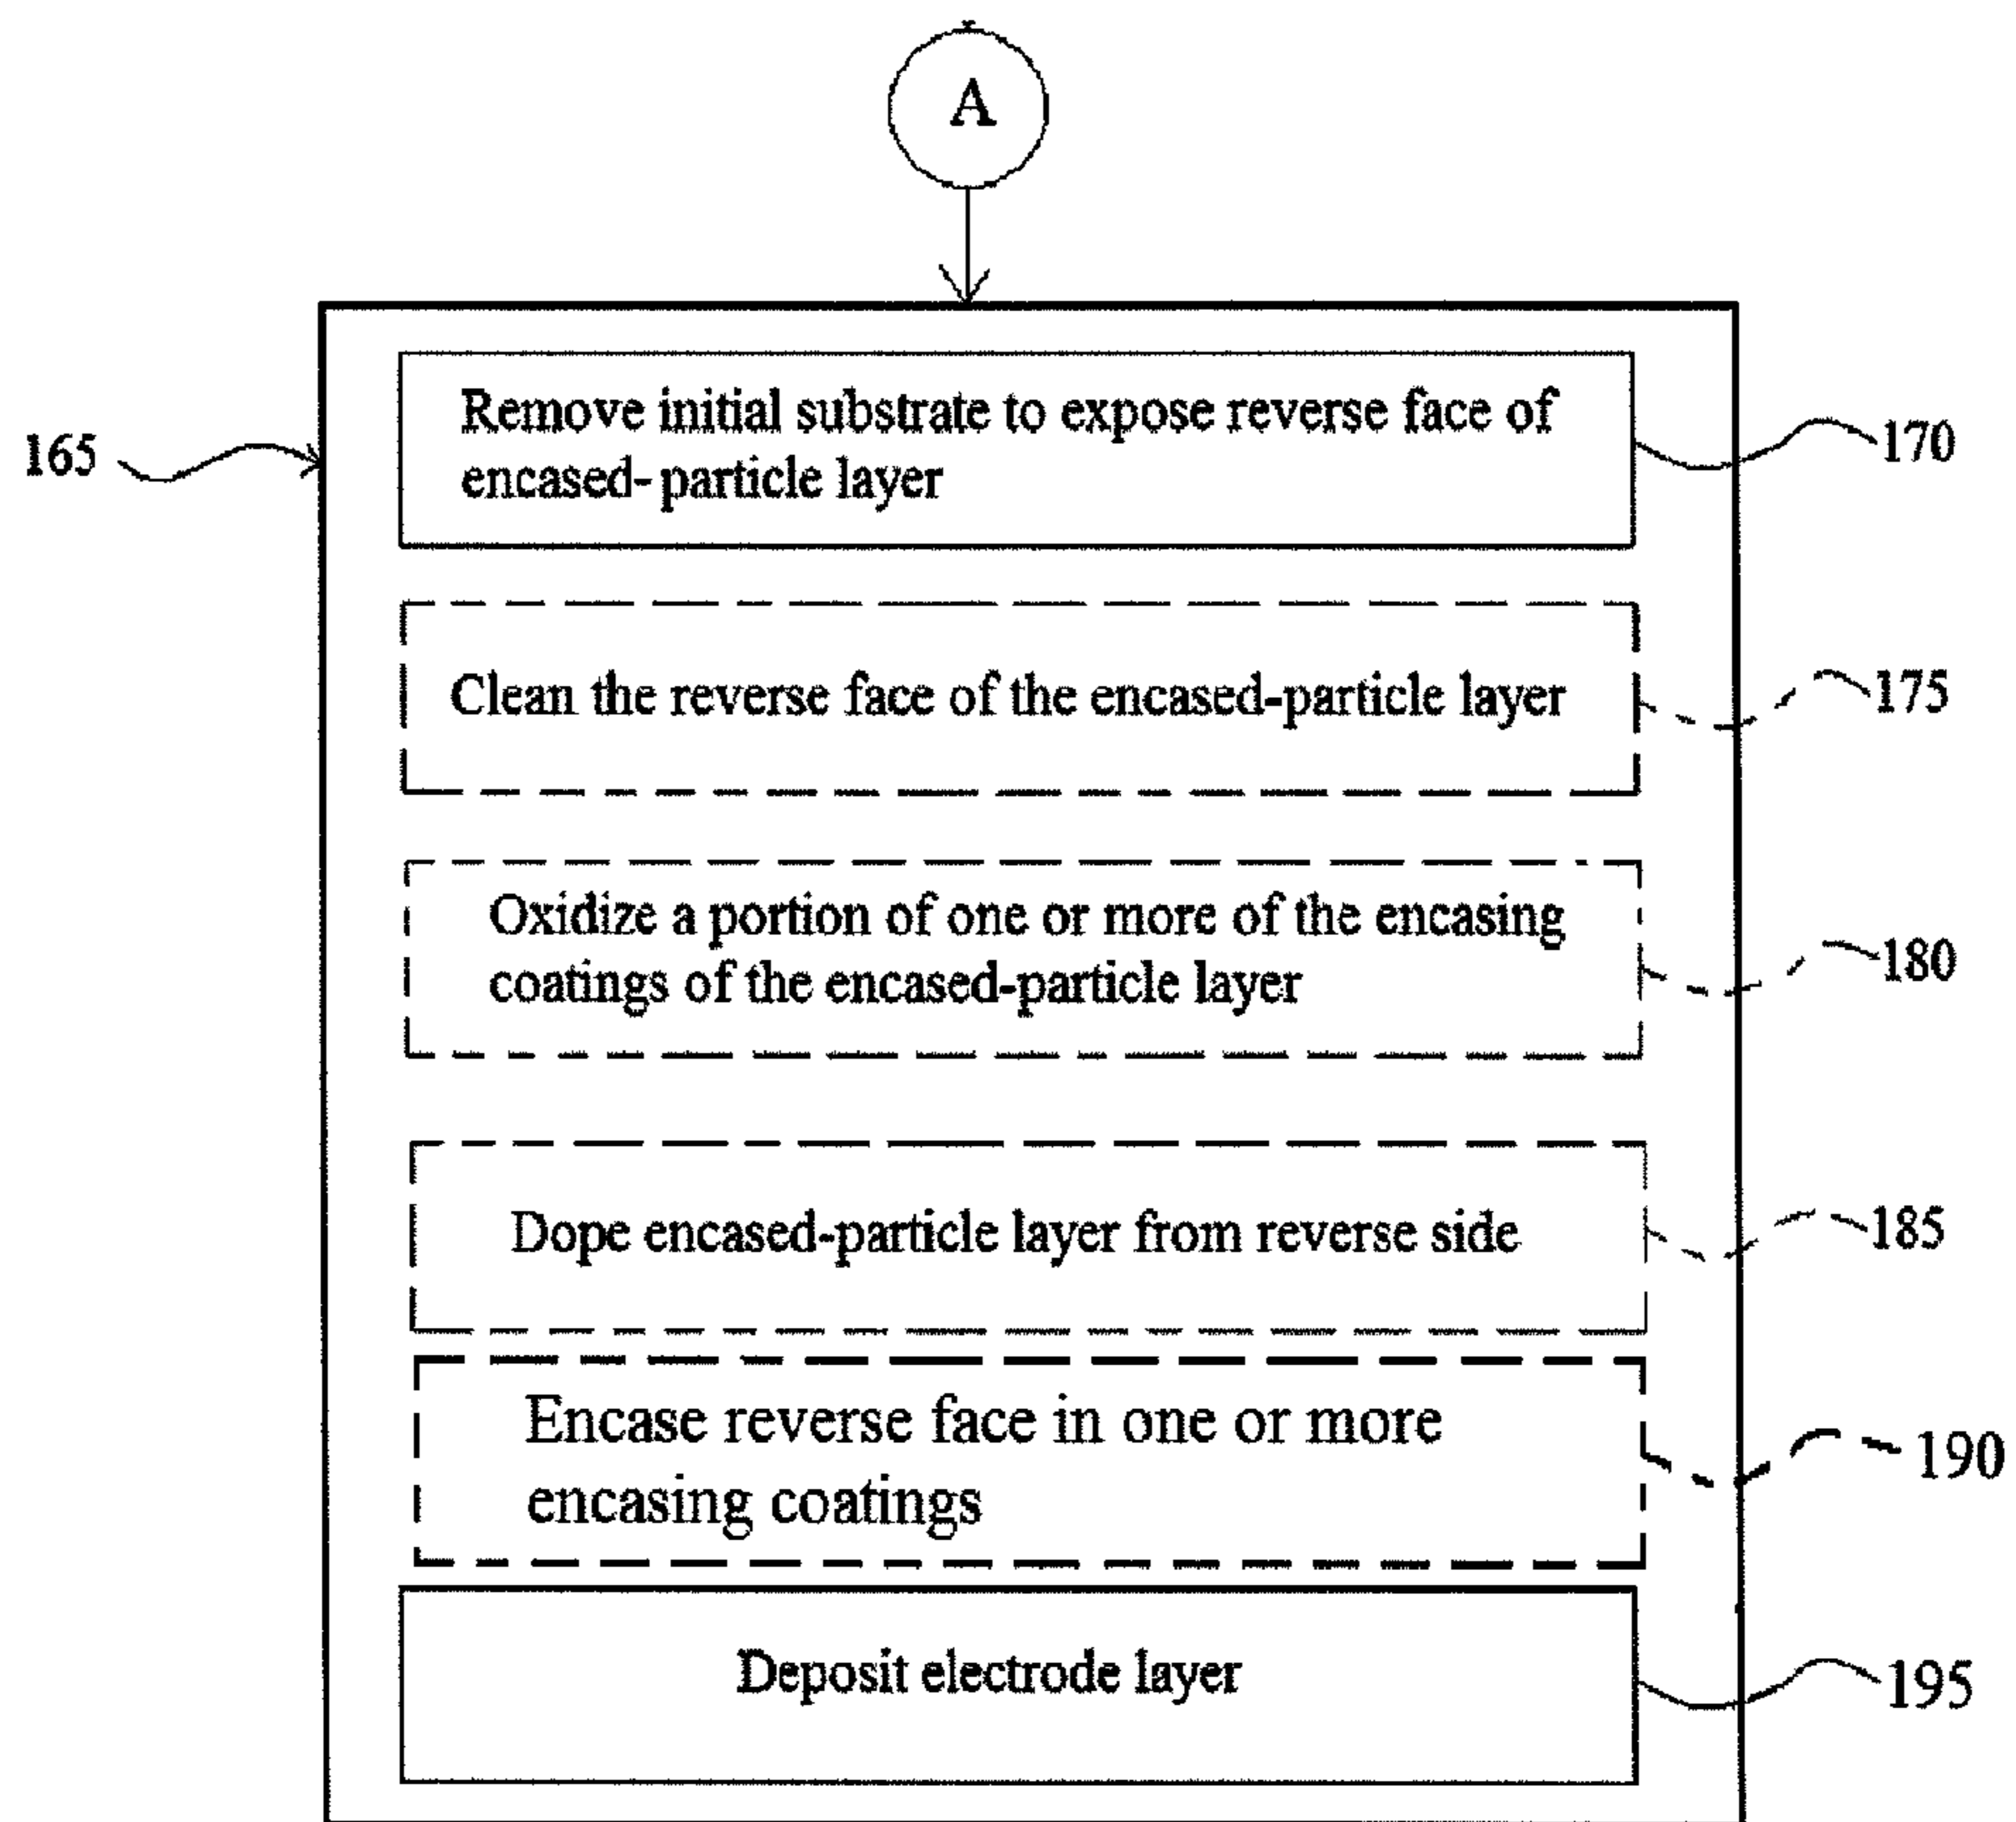 A
165
Remove initial substrate to expose reverse face of
encased- particle layer
170
Clean the reverse face of the encased-particle layer
175
Oxidize a portion of one or more of the encasing
coatings of the encased-particle layer
180
Dope encased-particle layer from reverse side
185
Encase reverse face in one or more
encasing coatings
190
Deposit electrode layer
195